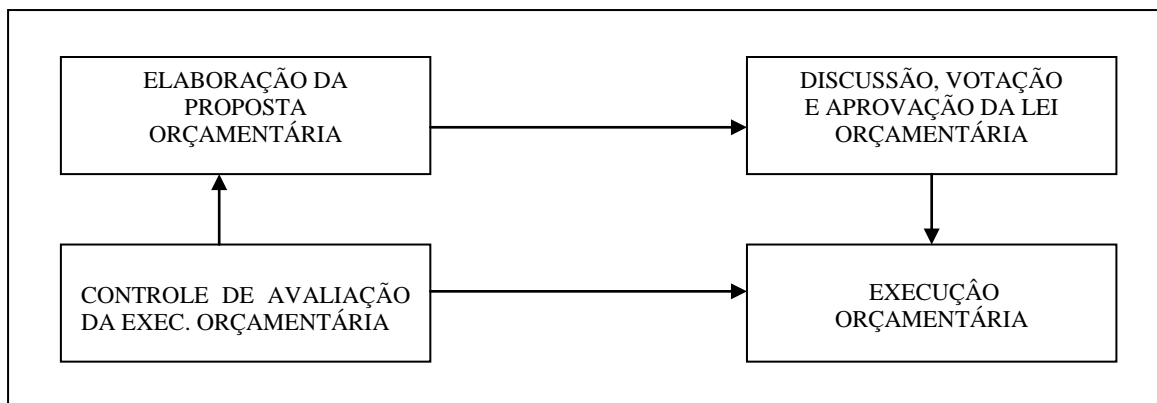 ELABORAÇÃO DA
PROPOSTA
ORÇAMENTÁRIA
DISCUSSÃO, VOTAÇÃO
E APROVAÇÃO DA LEI
ORÇAMENTÁRIA
CONTROLE DE AVALIAÇÃO
DA EXEC. ORÇAMENTÁRIA
EXECUÇÂO
ORÇAMENTÁRIA